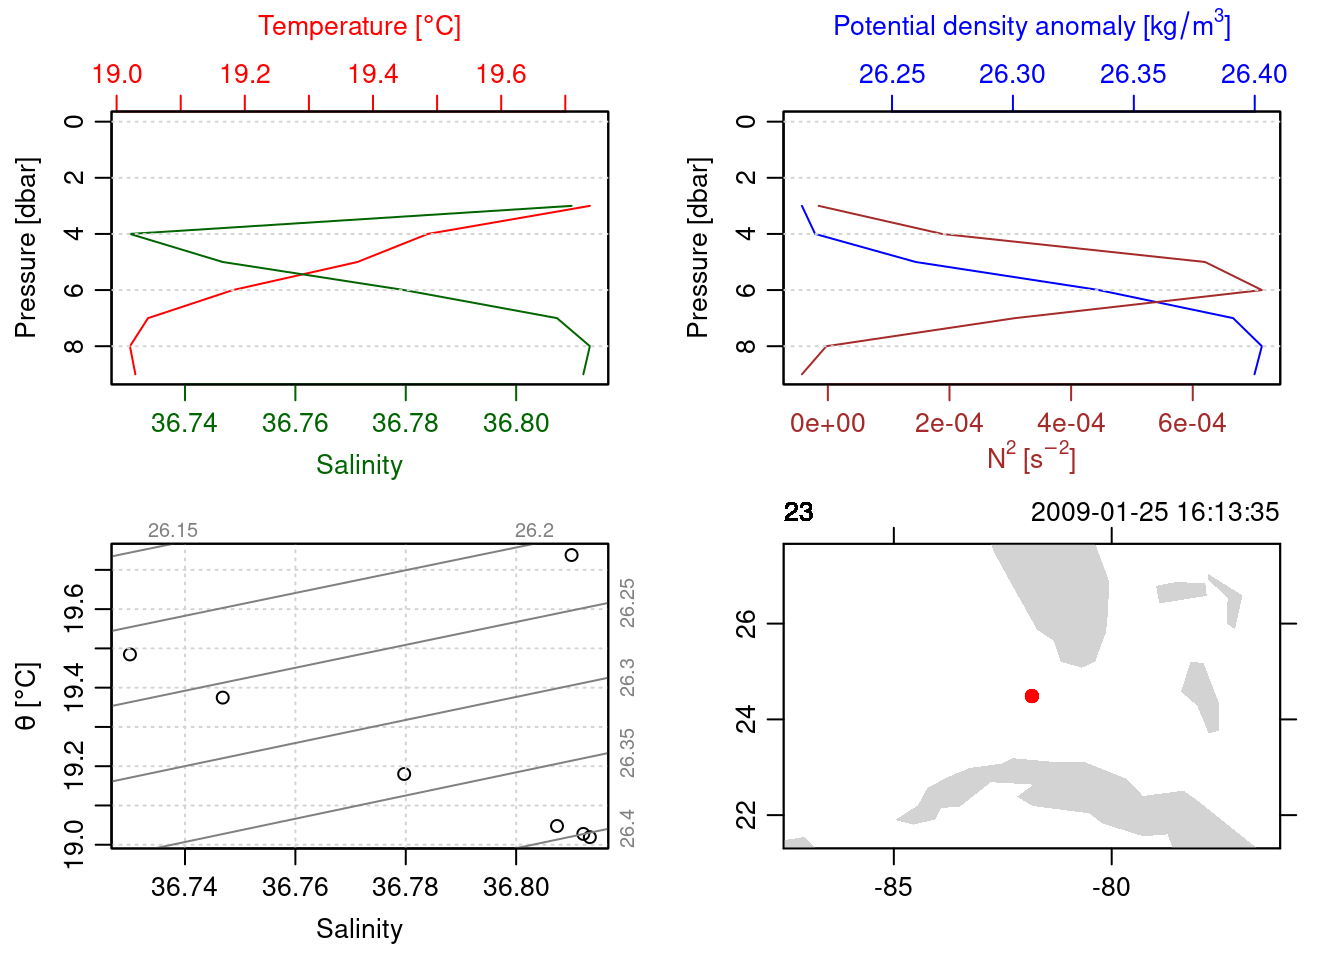 Temperature [°C]
19.0 19.2 19.4 19.6
Pressure [dbar]
0
2
4
6
8
36.74 36.76 36.78 36.80
Salinity
Potential density anomaly [kg/m³]
26.25 26.30 26.35 26.40
Pressure [dbar]
0
2
4
6
8
0e+00 2e-04 4e-04 6e-04
N² [s⁻²]
26.15 26.2
θ [°C]
19.6
19.4
19.2
19.0
26.25
26.3
26.35
26.4
36.74 36.76 36.78 36.80
Salinity
23 2009-01-25 16:13:35
26
24
22
-85 -80